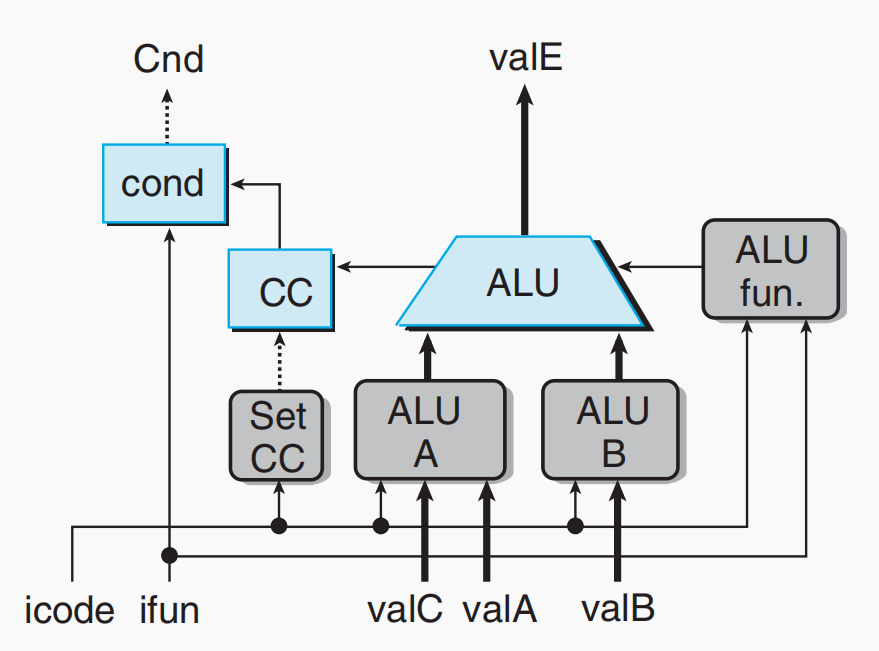 Cnd
valE
cond
CC
ALU
ALU
fun.
Set
CC
ALU
A
ALU
B
icode
ifun
valC
valA
valB